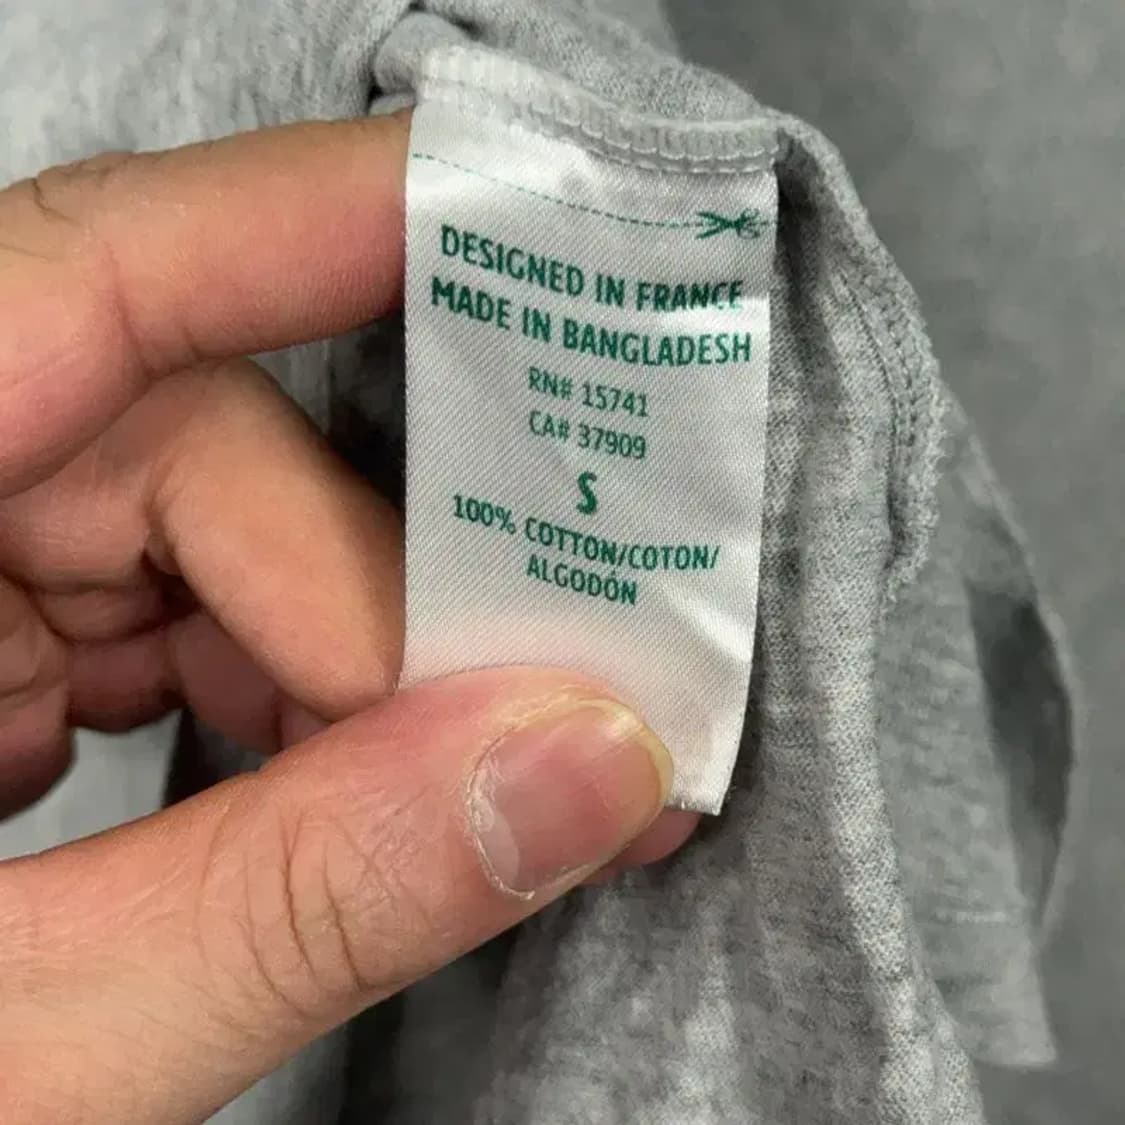 DESIGNED IN FRANCE
MADE IN BANGLADESH
RN# 15741
CA# 37909
S
100% COTTON/COTON/
ALGODÓN